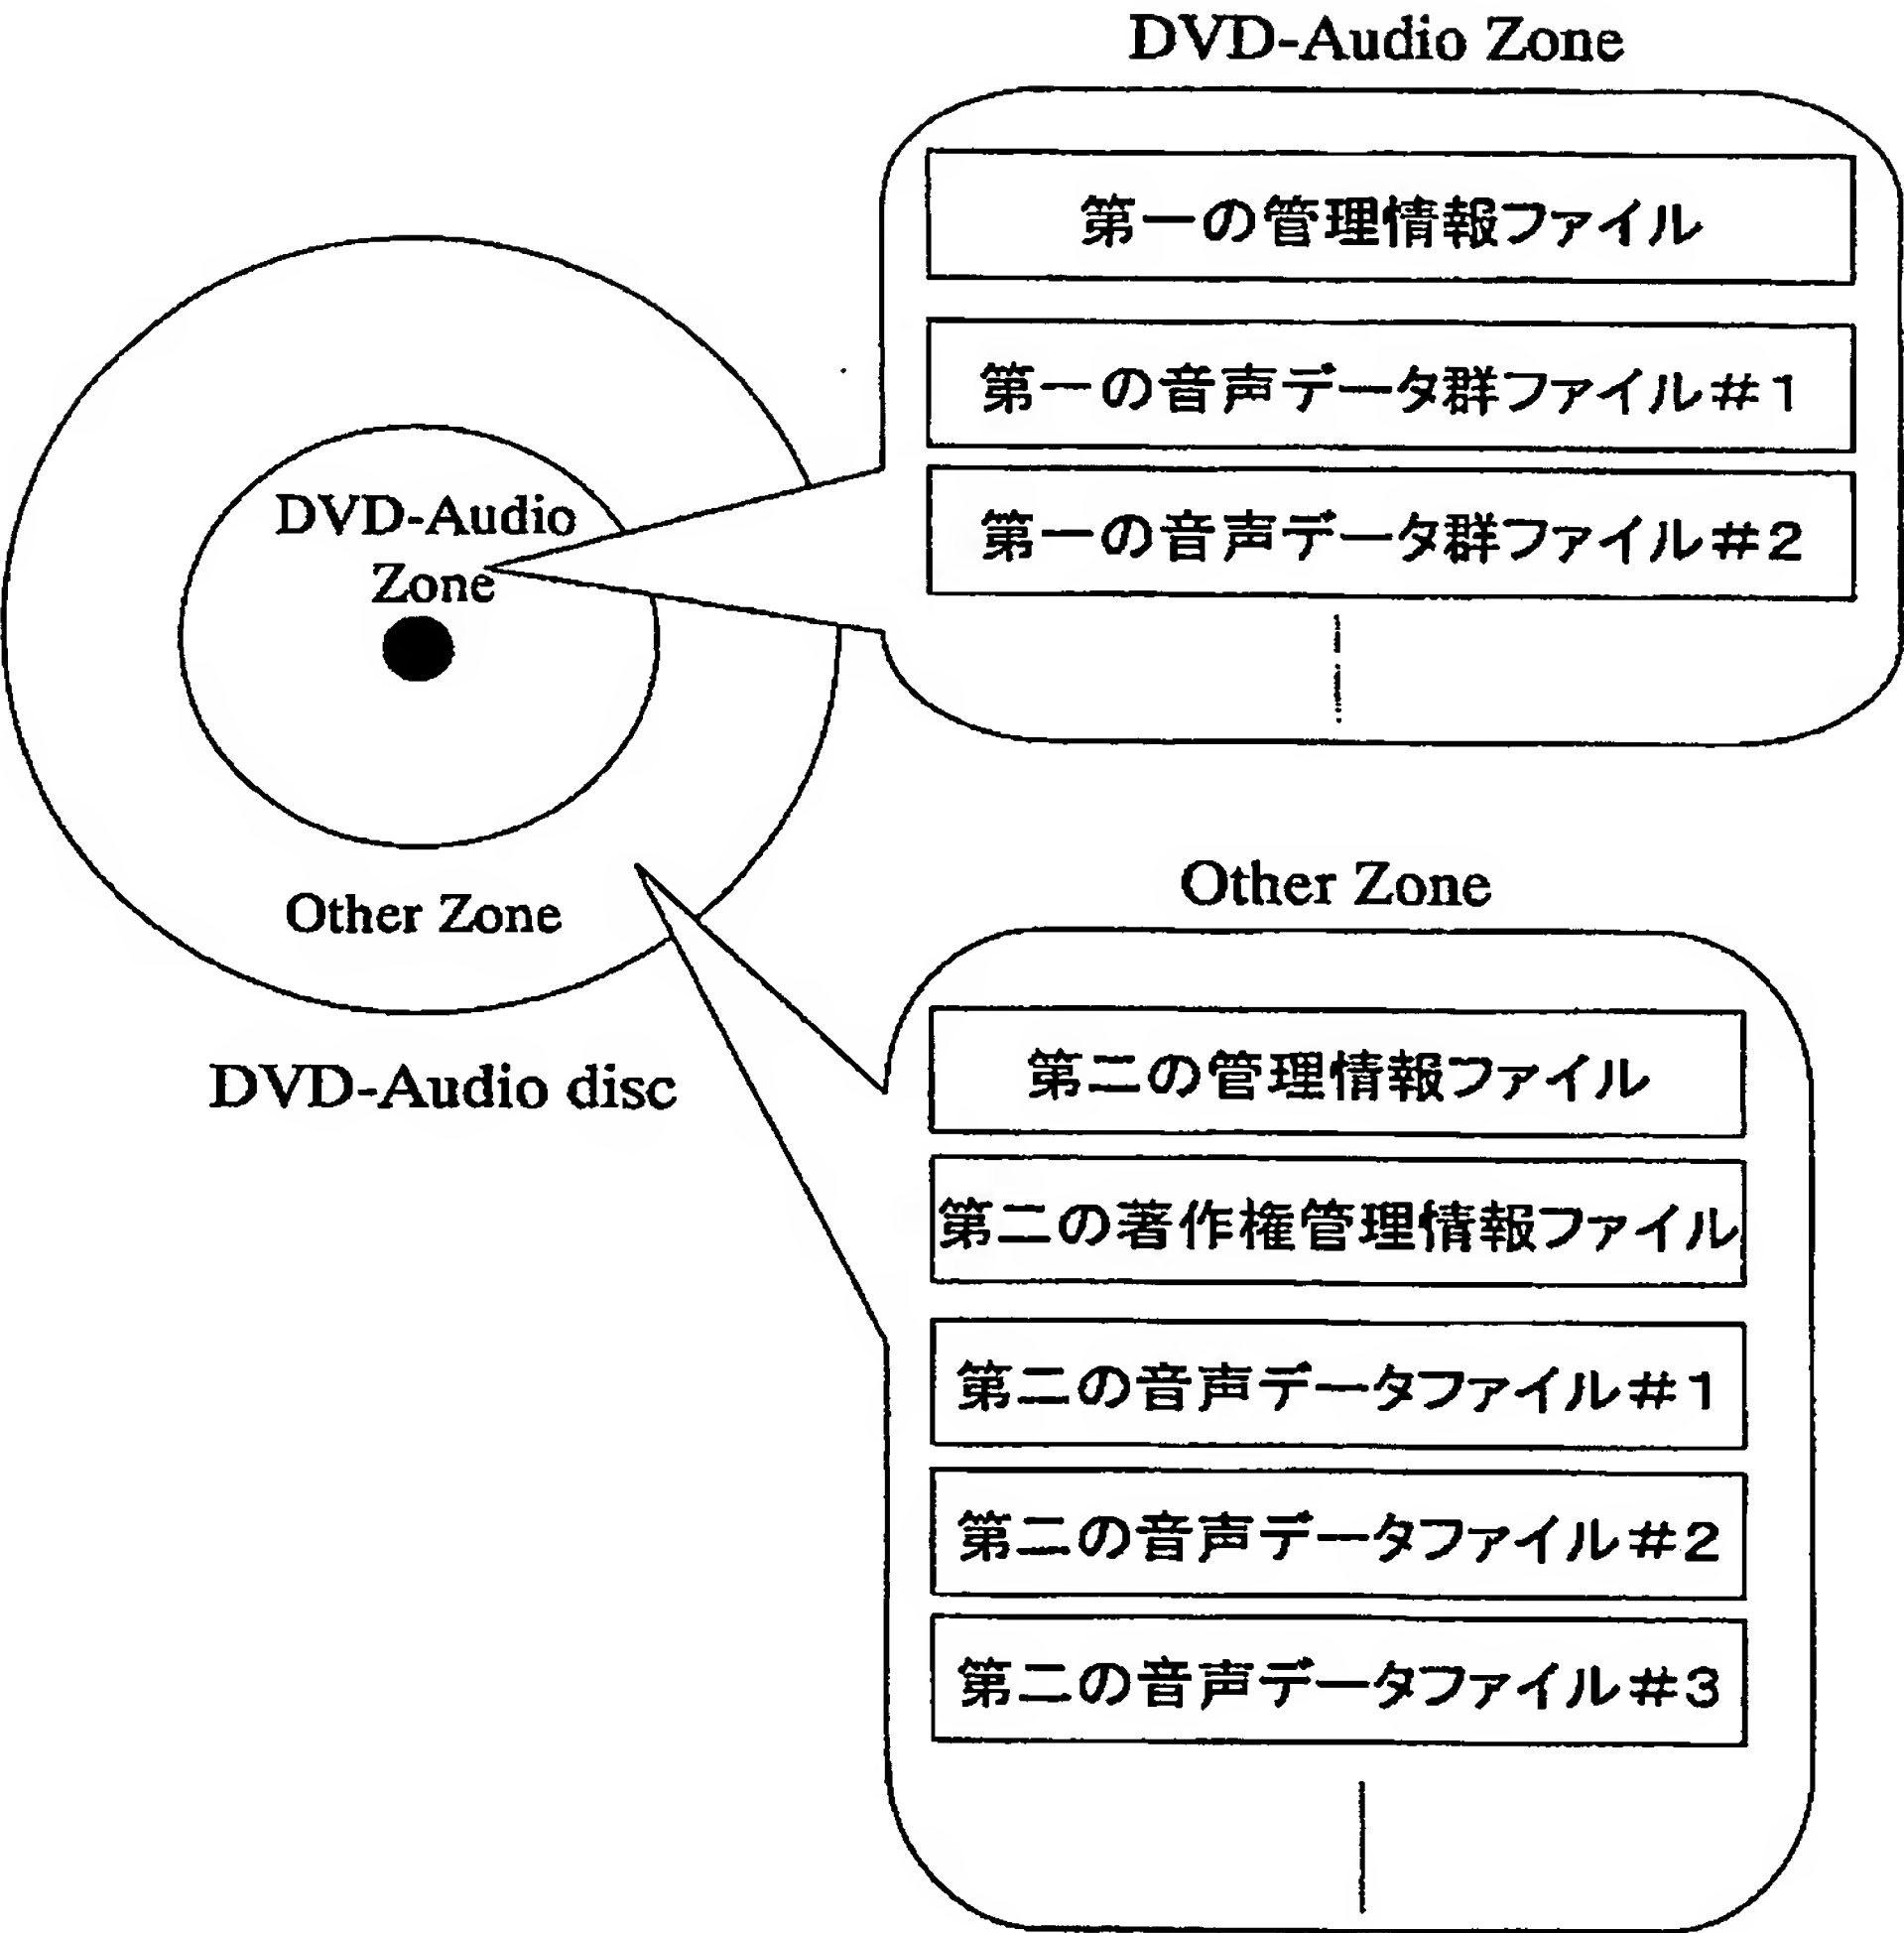 DVD-Audio Zone
第一の管理情報ファイル
第一の音声データ群ファイル#1
第一の音声データ群ファイル#2
DVD-Audio
Zone
Other Zone
DVD-Audio disc
Other Zone
第二の管理情報ファイル
第二の著作権管理情報ファイル
第二の音声データファイル#1
第二の音声データファイル#2
第二の音声データファイル#3